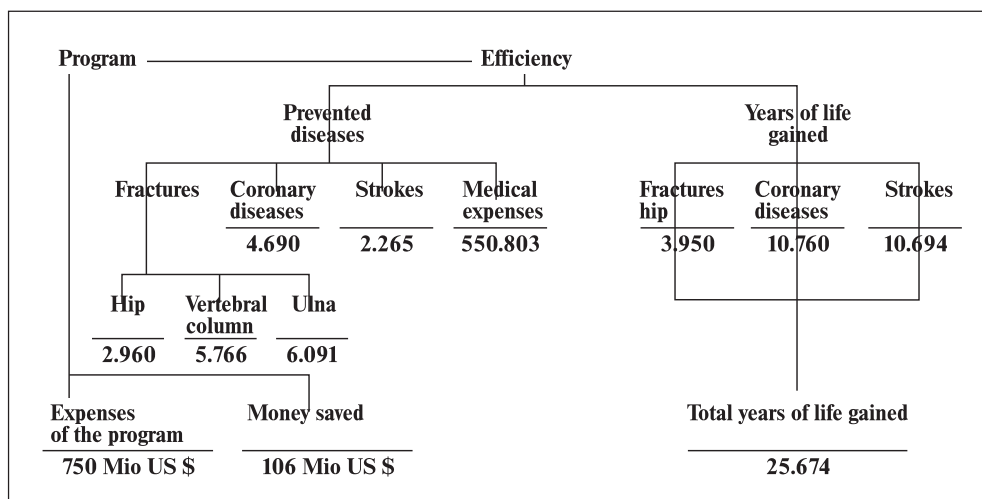 Program
Efficiency
Prevented
diseases
Years of life
gained
Fractures
Coronary
diseases
4.690
Strokes
2.265
Medical
expenses
550.803
Fractures
hip
3.950
Coronary
diseases
10.760
Strokes
10.694
Hip
2.960
Vertebral
column
5.766
Ulna
6.091
Expenses
of the program
750 Mio US $
Money saved
106 Mio US $
Total years of life gained
25.674